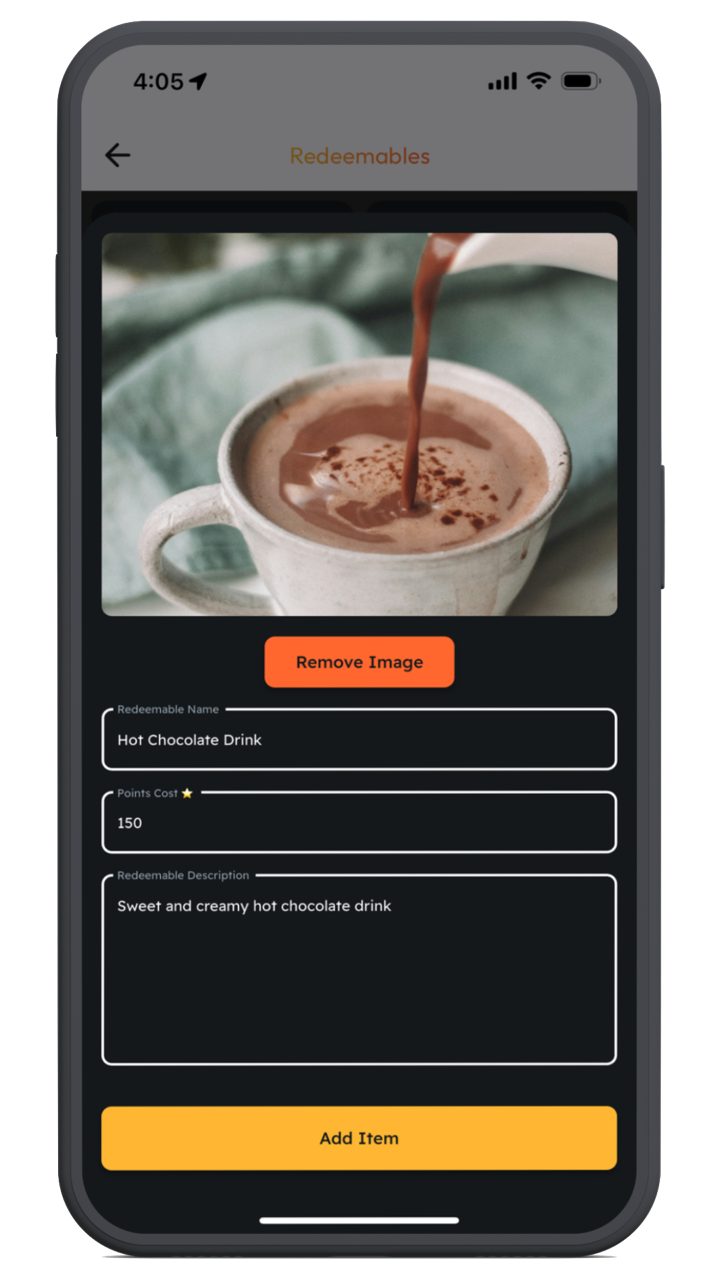 4:05
Redeemables
Remove Image
Redeemable Name
Hot Chocolate Drink
Points Cost ⭐
150
Redeemable Description
Sweet and creamy hot chocolate drink
Add Item